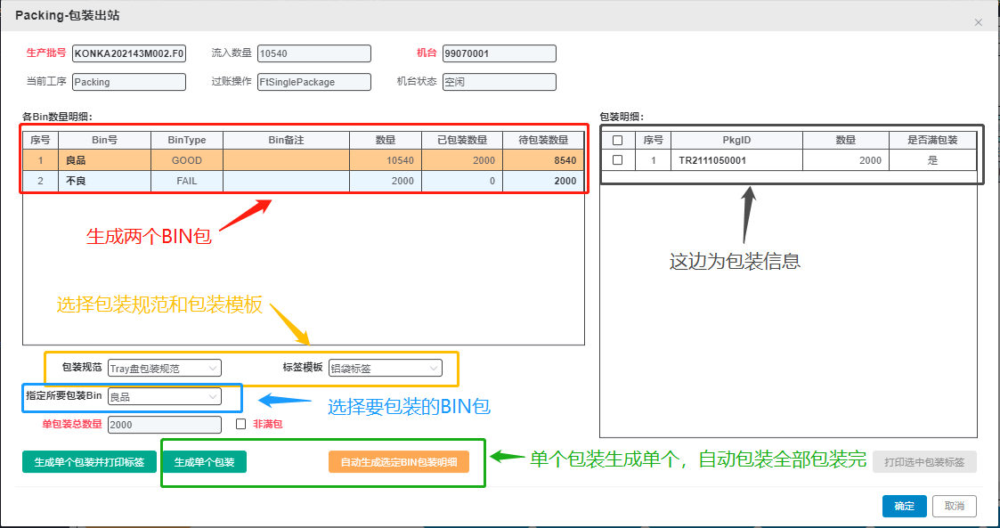 Packing-包装出站
生产批号 KONKA202143M002.F0 流入数量 10540 机台 99070001
当前工序 Packing 过账操作 FtSinglePackage 机台状态 空闲
各Bin数量明细:
序号 Bin号 BinType Bin备注 数量 已包装数量 待包装数量
1 良品 GOOD 10540 2000 8540
2 不良 FAIL 2000 0 2000
包装明细:
序号 PkgID 数量 是否满包装
1 TR2111050001 2000 是
生成两个BIN包
这边为包装信息
选择包装规范和包装模板
包装规范 Tray盘包装规范 标签模板 铝袋标签
指定所要包装Bin 良品
选择要包装的BIN包
单包装总数量 2000 非满包
生成单个包装并打印标签 生成单个包装 自动生成选定BIN包装明细
单个包装生成单个，自动包装全部包装完
打印选中包装标签
确定 取消